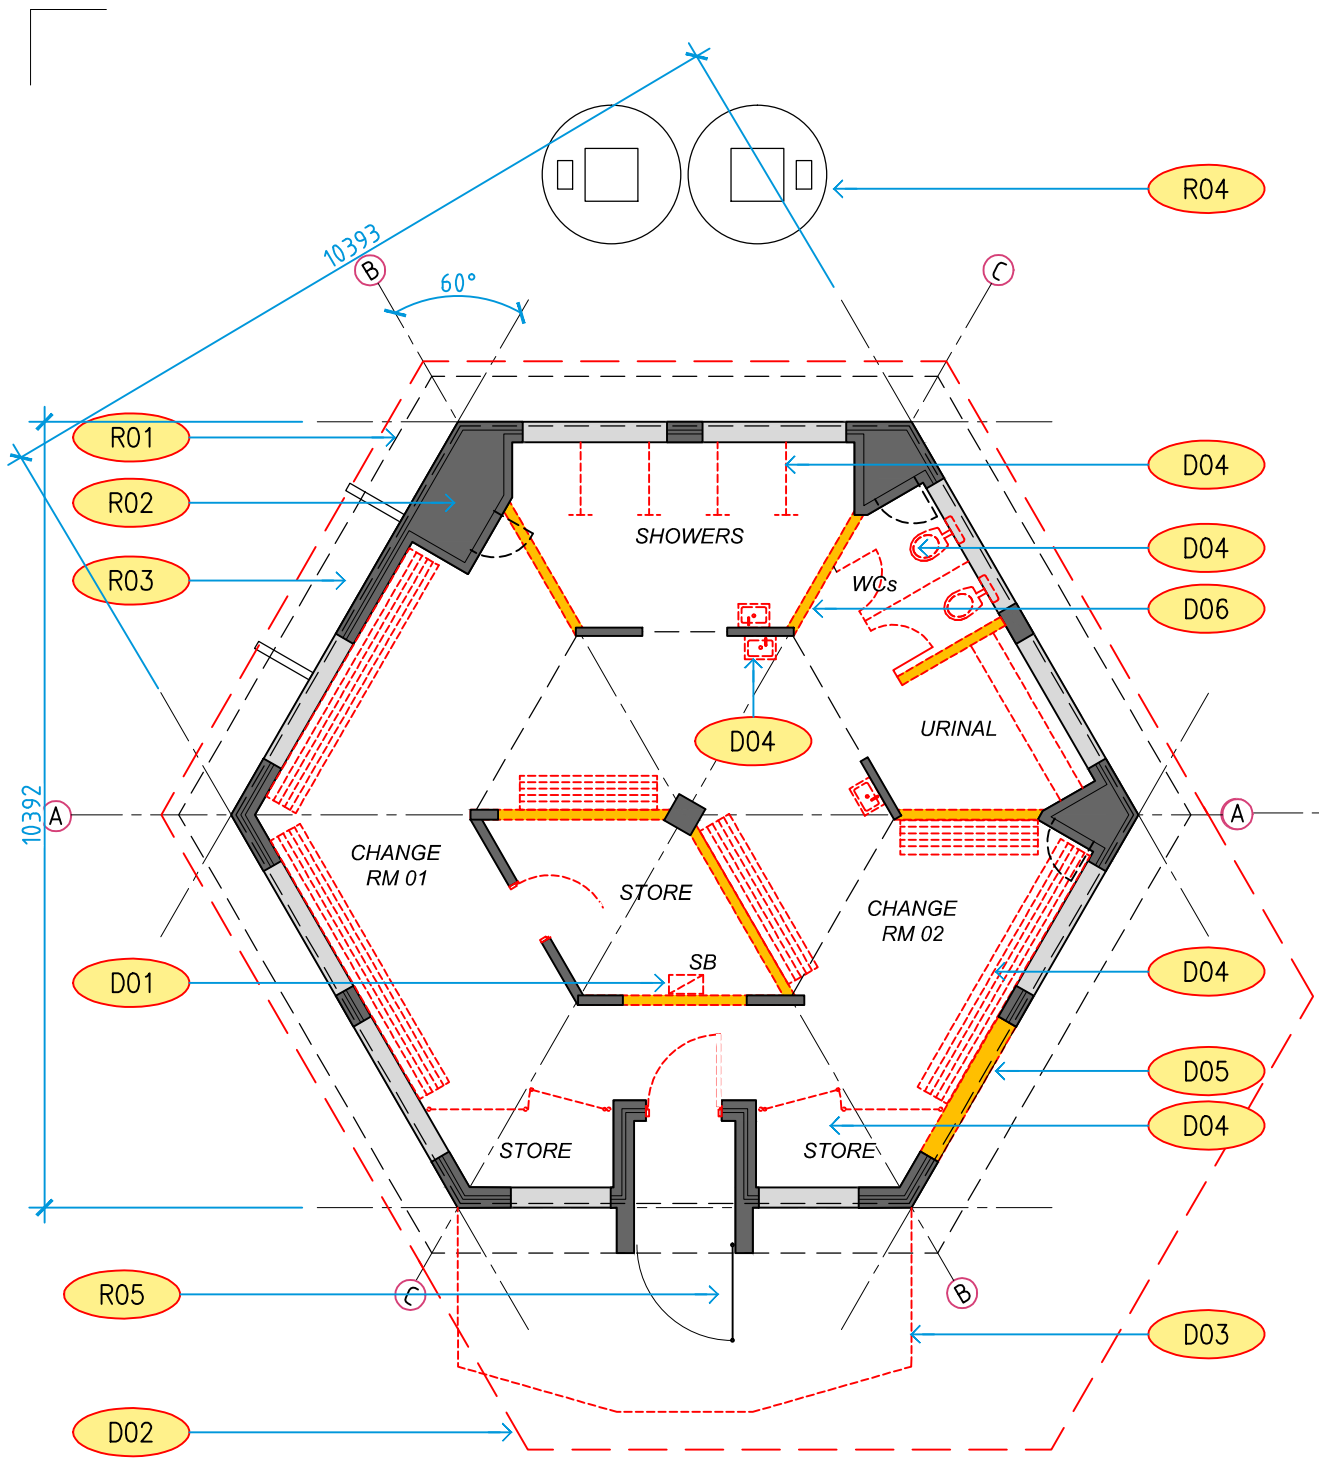 R04
10393
B
C
60°
R01
D04
R02
SHOWERS
D04
R03
WCs
D06
URINAL
D04
10392
A
A
CHANGE
RM 01
STORE
CHANGE
RM 02
SB
D01
D04
D05
D04
STORE
STORE
R05
C
B
D03
D02